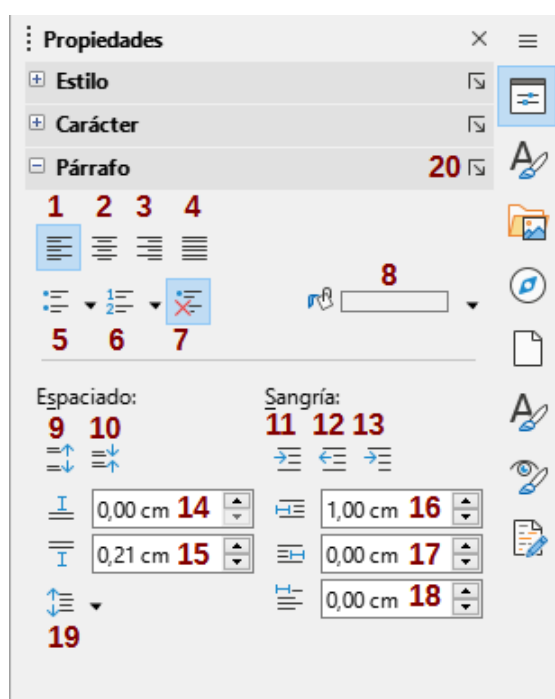 Propiedades
Estilo
Carácter
Párrafo 20
1 2 3 4
8
5 6 7
Espaciado: Sangría:
9 10 11 12 13
0,00 cm 14 1,00 cm 16
0,21 cm 15 0,00 cm 17
0,00 cm 18
19